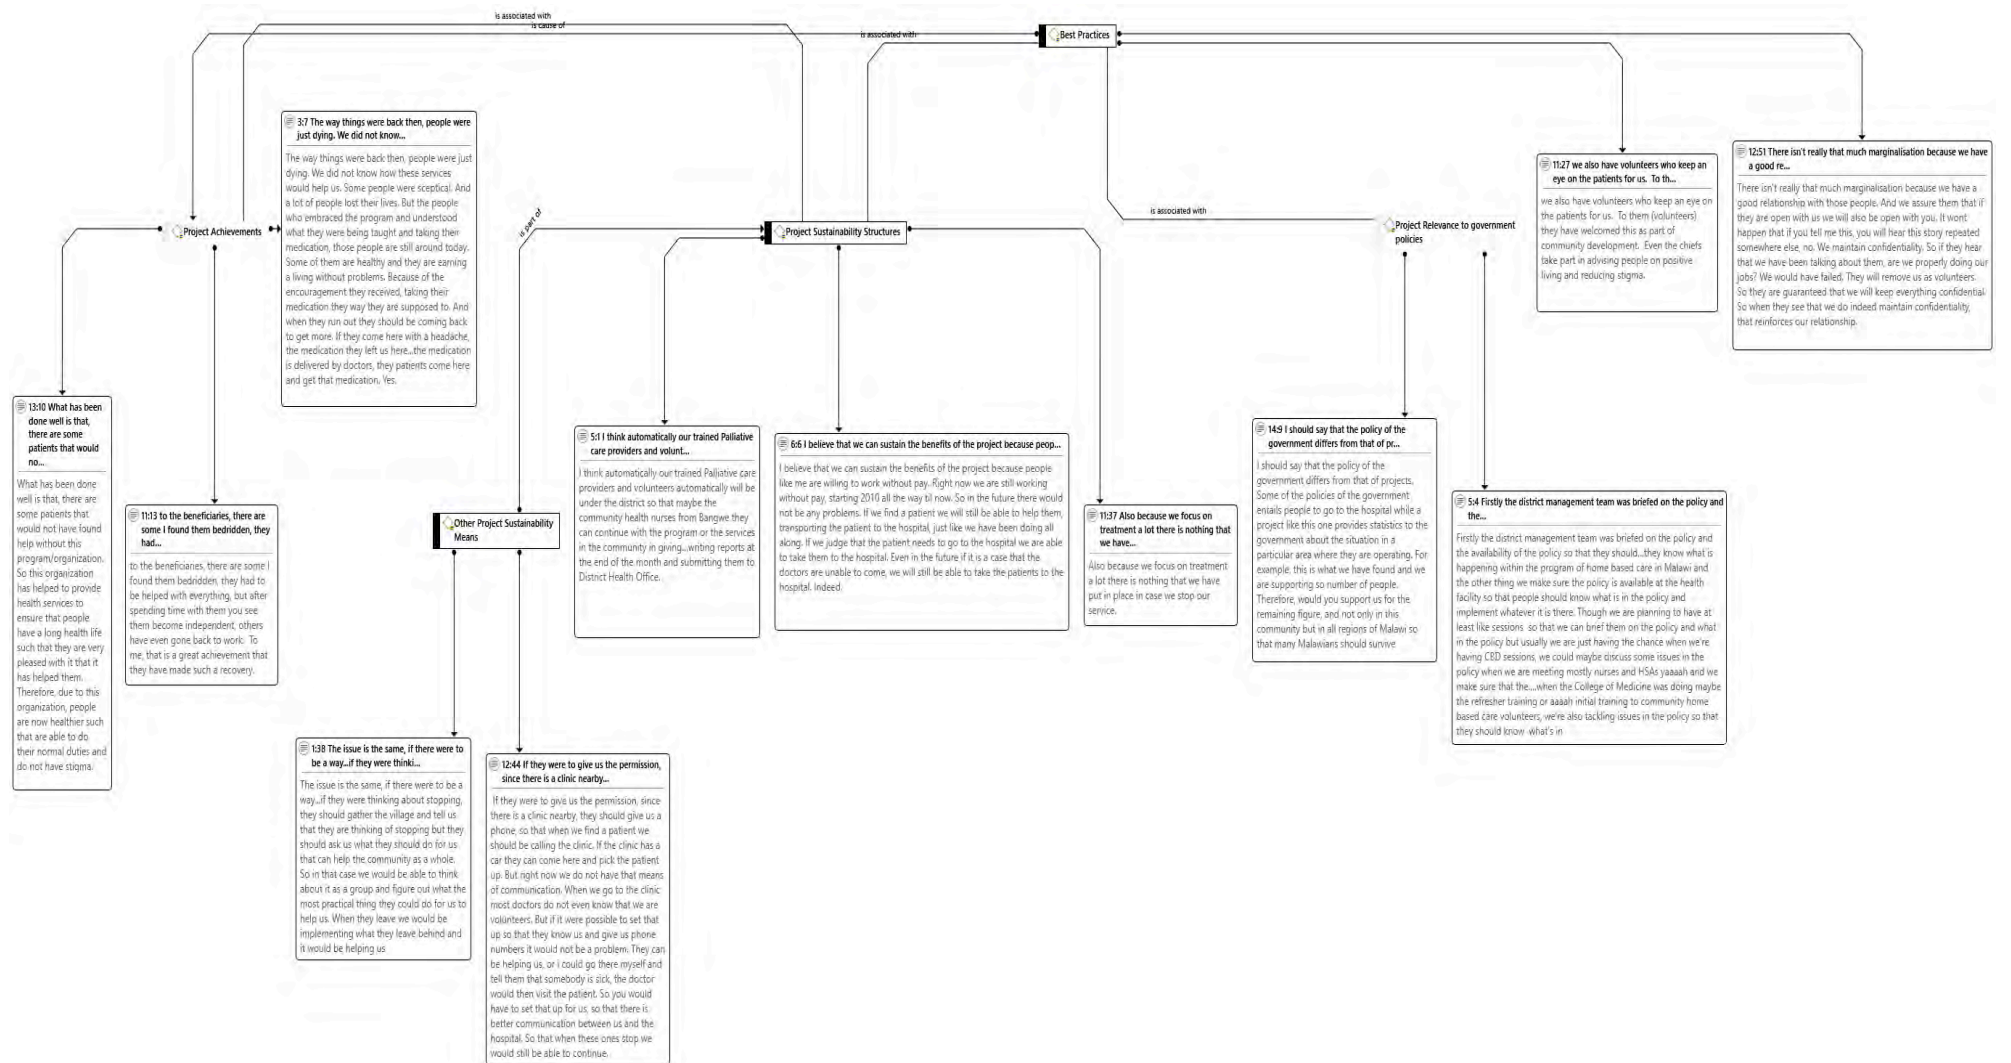 is associated with
is cause of
is associated with
Best Practices
3:7 The way things were back then, people were
just dying. We did not know...
The way things were back then, people were just
dying. We did not know how these services
would help us. Some people were sceptical. And
a lot of people lost their lives. But the people
who embraced the program and understood
what they were being taught and taking their
medication, those people are still around today.
Some of them are healthy and they are earning
a living without problems. Because of the
encouragement they received, taking their
medication they way they are supposed to. And
when they run out they should be coming back
to get more. If they come here with a headache,
the medication they left us here...the medication
is delivered by doctors, they patients come here
and get that medication. Yes.
11:27 we also have volunteers who keep an
eye on the patients for us. To th...
we also have volunteers who keep an eye on
the patients for us. To them (volunteers)
they have welcomed this as part of
community development. Even the chiefs
take part in advising people on positive
living and reducing stigma.
12:51 There isn't really that much marginalisation because we have
a good re...
There isn't really that much marginalisation because we have a
good relationship with those people. And we assure them that if
they are open with us we will also be open with you. It wont
happen that if you tell me this, you will hear this story repeated
somewhere else, no. We maintain confidentiality. So if they hear
that we have been talking about them, are we properly doing our
jobs? We would have failed. They will remove us as volunteers.
So they are guaranteed that we will keep everything confidential.
So when they see that we do indeed maintain confidentiality,
that reinforces our relationship.
Project Achievements
is part of
Project Sustainability Structures
is associated with
Project Relevance to government
policies
13:10 What has been
done well is that,
there are some
patients that would
no...
What has been done
well is that, there are
some patients that
would not have found
help without this
program/organization.
So this organization
has helped to provide
health services to
ensure that people
have a long health life
such that they are very
pleased with it that it
has helped them.
Therefore, due to this
organization, people
are now healthier such
that are able to do
their normal duties and
do not have stigma.
11:13 to the beneficiaries, there are
some I found them bedridden, they
had...
to the beneficiaries, there are some I
found them bedridden, they had to
be helped with everything, but after
spending time with them you see
them become independent, others
have even gone back to work. To
me, that is a great achievement that
they have made such a recovery.
5:1 I think automatically our trained Palliative
care providers and volunt...
I think automatically our trained Palliative care
providers and volunteers automatically will be
under the district so that maybe the
community health nurses from Bangwe they
can continue with the program or the services
in the community in giving...writing reports at
the end of the month and submitting them to
District Health Office.
6:6 I believe that we can sustain the benefits of the project because peop...
I believe that we can sustain the benefits of the project because people
like me are willing to work without pay. Right now we are still working
without pay, starting 2010 all the way til now. So in the future there would
not be any problems. If we find a patient we will still be able to help them,
transporting the patient to the hospital, just like we have been doing all
along. If we judge that the patient needs to go to the hospital we are able
to take them to the hospital. Even in the future if it is a case that the
doctors are unable to come, we will still be able to take the patients to the
hospital. Indeed.
11:37 Also because we focus on
treatment a lot there is nothing that
we have...
Also because we focus on treatment
a lot there is nothing that we have
put in place in case we stop our
service.
14:9 I should say that the policy of the
government differs from that of pr...
I should say that the policy of the
government differs from that of projects.
Some of the policies of the government
entails people to go to the hospital while a
project like this one provides statistics to the
government about the situation in a
particular area where they are operating. For
example, this is what we have found and we
are supporting so number of people.
Therefore, would you support us for the
remaining figure, and not only in this
community but in all regions of Malawi so
that many Malawians should survive
5:4 Firstly the district management team was briefed on the policy and
the...
Firstly the district management team was briefed on the policy and
the availability of the policy so that they should...they know what is
happening within the program of home based care in Malawi and
the other thing we make sure the policy is available at the health
facility so that people should know what is in the policy and
implement whatever it is there. Though we are planning to have at
least like sessions so that we can brief them on the policy and what
in the policy but usually we are just having the chance when we're
having CBD sessions, we could maybe discuss some issues in the
policy when we are meeting mostly nurses and HSAs yaaaah and we
make sure that the....when the College of Medicine was doing maybe
the refresher training or aaaah initial training to community home
based care volunteers, we're also tackling issues in the policy so that
they should know what's in
Other Project Sustainability
Means
1:38 The issue is the same, if there were to
be a way...if they were thinki...
The issue is the same, if there were to be a
way...if they were thinking about stopping,
they should gather the village and tell us
that they are thinking of stopping but they
should ask us what they should do for us
that can help the community as a whole.
So in that case we would be able to think
about it as a group and figure out what the
most practical thing they could do for us to
help us. When they leave we would be
implementing what they leave behind and
it would be helping us
12:44 If they were to give us the permission,
since there is a clinic nearby...
If they were to give us the permission, since
there is a clinic nearby, they should give us a
phone, so that when we find a patient we
should be calling the clinic. If the clinic has a
car they can come here and pick the patient
up. But right now we do not have that means
of communication. When we go to the clinic
most doctors do not even know that we are
volunteers. But if it were possible to set that
up so that they know us and give us phone
numbers it would not be a problem. They can
be helping us, or i could go there myself and
tell them that somebody is sick, the doctor
would then visit the patient. So you would
have to set that up for us, so that there is
better communication between us and the
hospital. So that when these ones stop we
would still be able to continue.